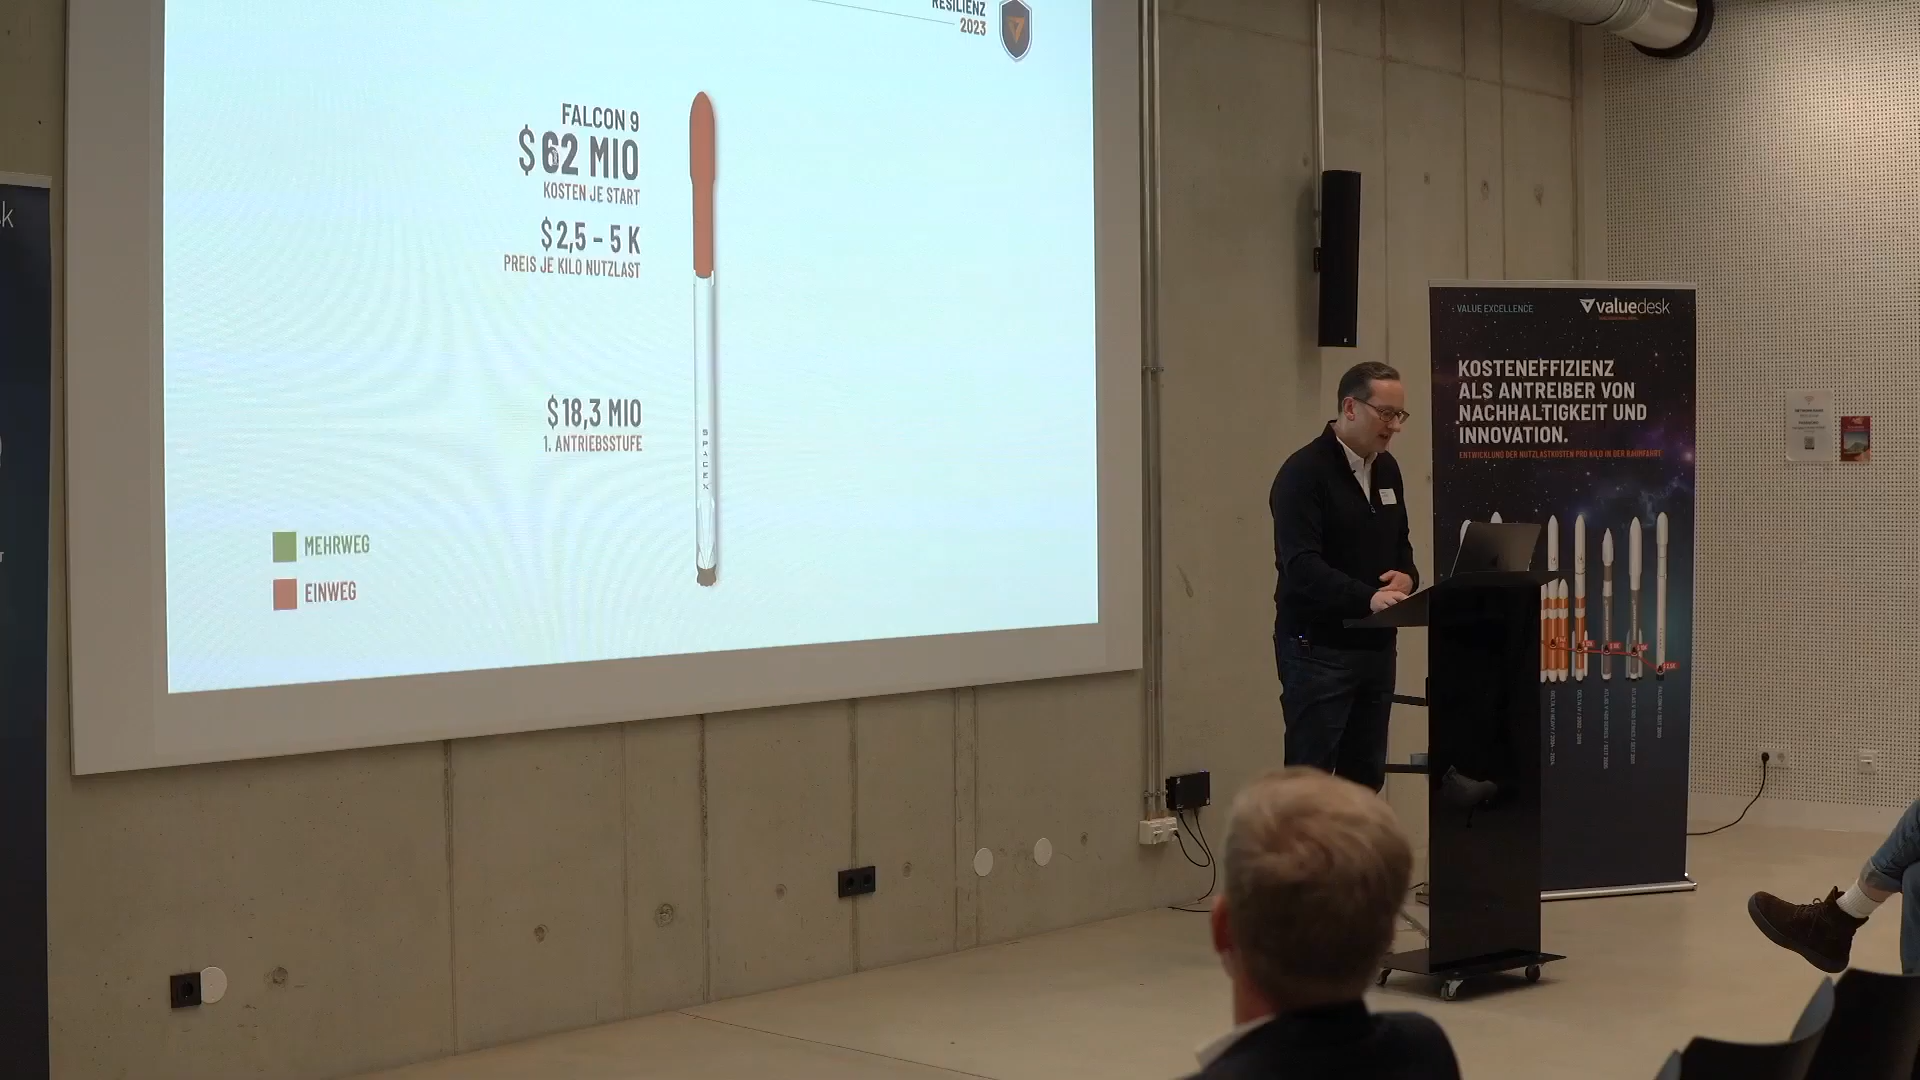 RESILIENZ
2023
FALCON 9
$62 MIO
KOSTEN JE START
$2,5 – 5 K
PREIS JE KILO NUTZLAST
$18,3 MIO
1. ANTRIEBSSTUFE
SPACEX
MEHRWEG
EINWEG
sk
: VALUE EXCELLENCE
valuedesk
KOSTENEFFIZIENZ
ALS ANTREIBER VON
NACHHALTIGKEIT UND
INNOVATION.
ENTWICKLUNG DER NUTZLASTKOSTEN PRO KILO IN DER RAUMFAHRT